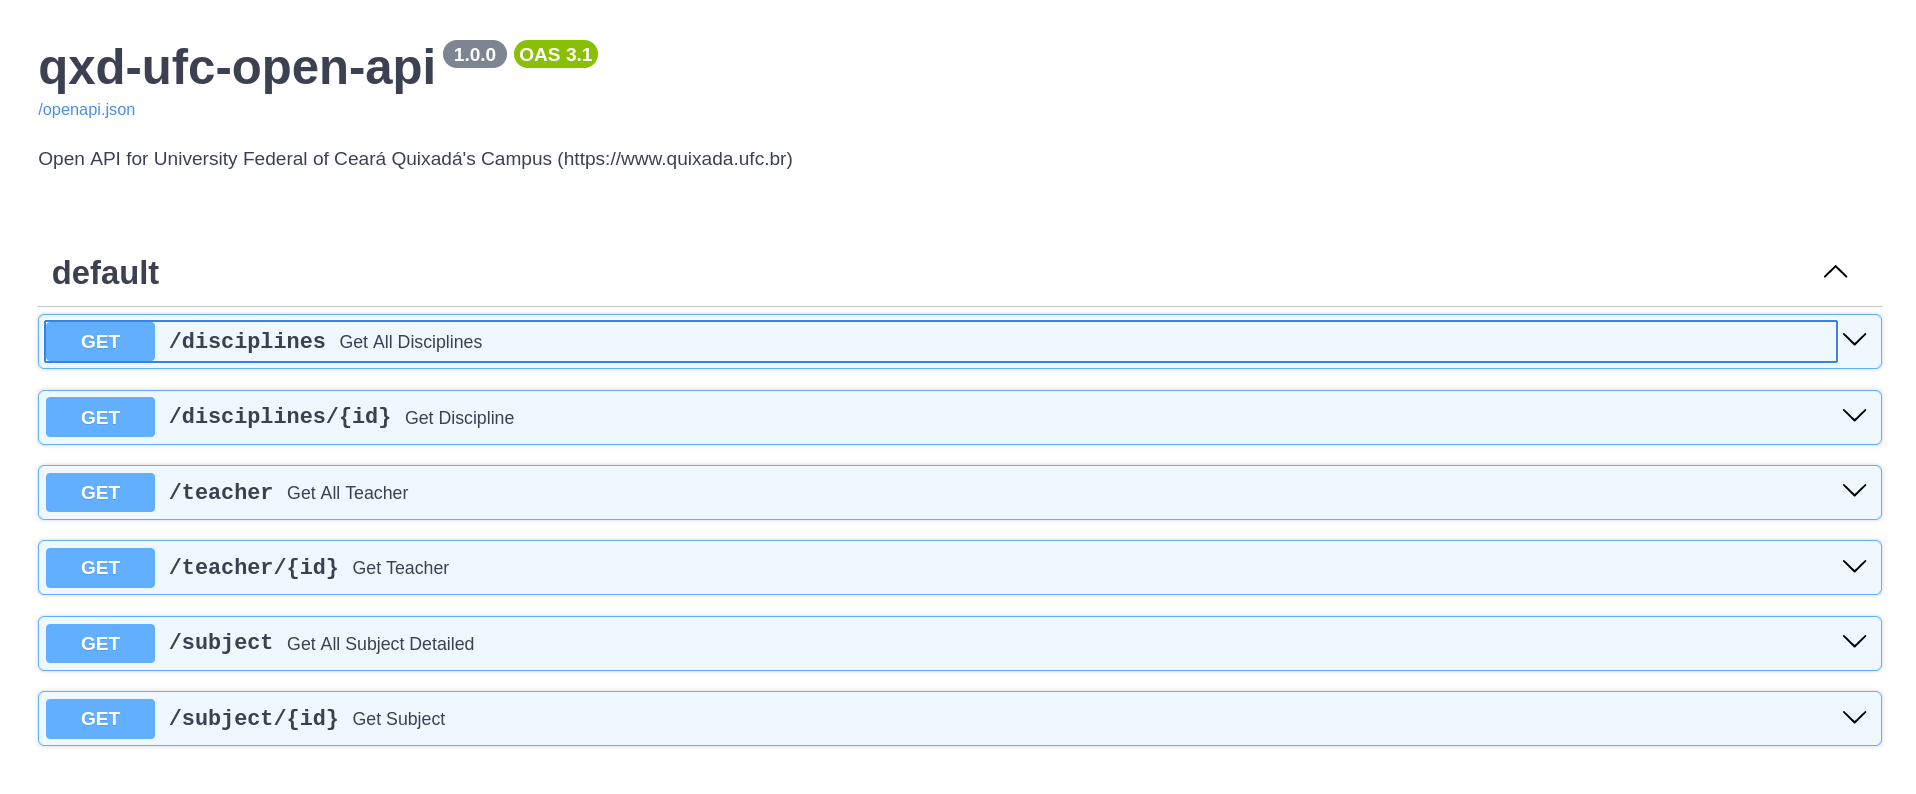 qxd-ufc-open-api 1.0.0 OAS 3.1
/openapi.json
Open API for University Federal of Ceará Quixadá's Campus (https://www.quixada.ufc.br)
default
GET /disciplines Get All Disciplines
GET /disciplines/{id} Get Discipline
GET /teacher Get All Teacher
GET /teacher/{id} Get Teacher
GET /subject Get All Subject Detailed
GET /subject/{id} Get Subject